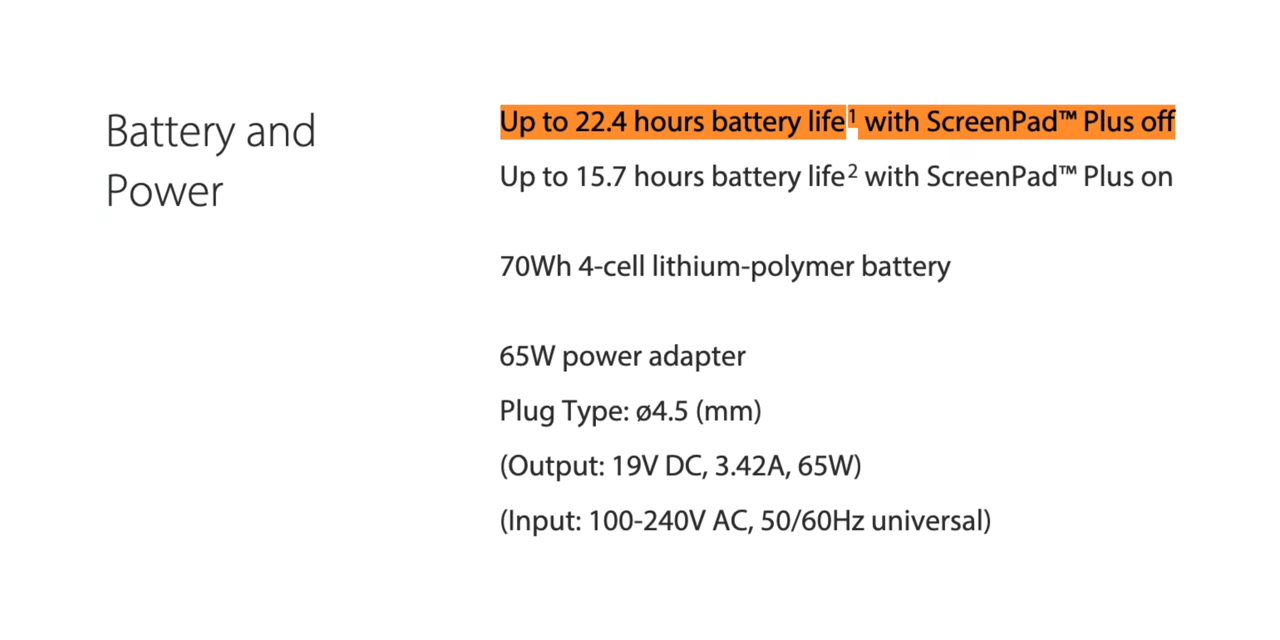 Battery and
Power
Up to 22.4 hours battery life¹ with ScreenPad™ Plus off
Up to 15.7 hours battery life² with ScreenPad™ Plus on
70Wh 4-cell lithium-polymer battery
65W power adapter
Plug Type: ø4.5 (mm)
(Output: 19V DC, 3.42A, 65W)
(Input: 100-240V AC, 50/60Hz universal)